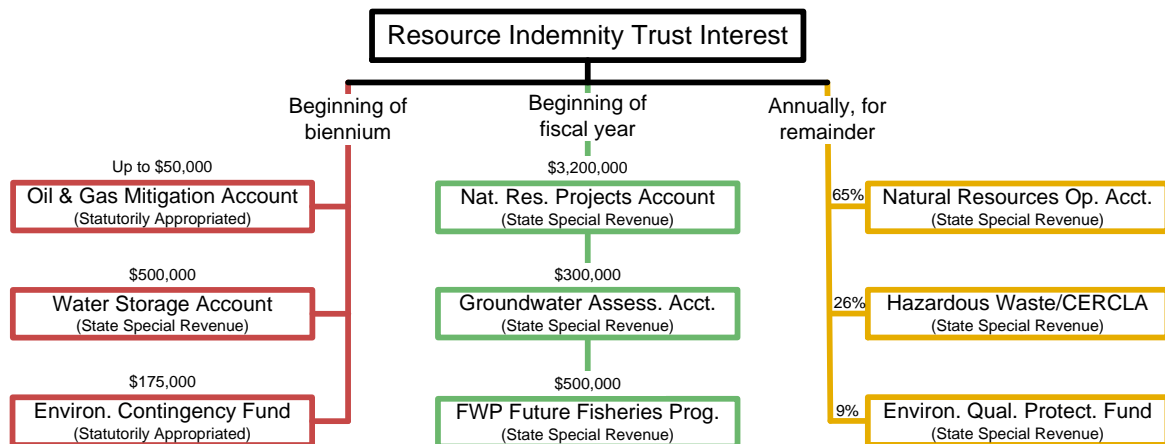 Resource Indemnity Trust Interest
Beginning of
biennium
Up to $50,000
Oil & Gas Mitigation Account
(Statutorily Appropriated)
$500,000
Water Storage Account
(State Special Revenue)
$175,000
Environ. Contingency Fund
(Statutorily Appropriated)
Beginning of
fiscal year
$3,200,000
Nat. Res. Projects Account
(State Special Revenue)
$300,000
Groundwater Assess. Acct.
(State Special Revenue)
$500,000
FWP Future Fisheries Prog.
(State Special Revenue)
Annually, for
remainder
65%
Natural Resources Op. Acct.
(State Special Revenue)
26%
Hazardous Waste/CERCLA
(State Special Revenue)
9%
Environ. Qual. Protect. Fund
(State Special Revenue)